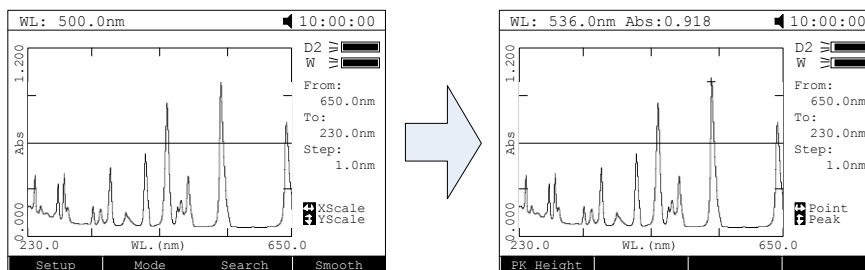 WL: 500.0nm 10:00:00
1.200
Abs
0.000
D2
W
From:
650.0nm
To:
230.0nm
Step:
1.0nm
XScale
YScale
230.0 WL.(nm) 650.0
Setup Mode Search Smooth
WL: 536.0nm Abs:0.918 10:00:00
1.200
Abs
0.000
D2
W
From:
650.0nm
To:
230.0nm
Step:
1.0nm
Point
Peak
230.0 WL.(nm) 650.0
PK Height